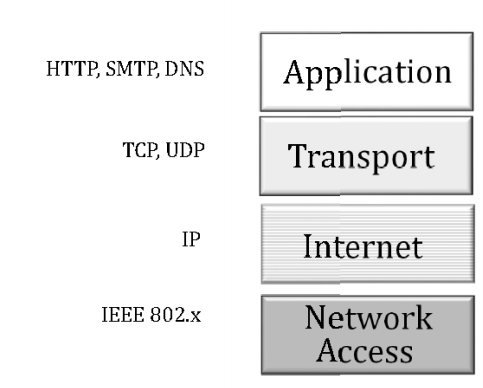 HTTP, SMTP, DNS
Application
TCP, UDP
Transport
IP
Internet
IEEE 802.x
Network
Access